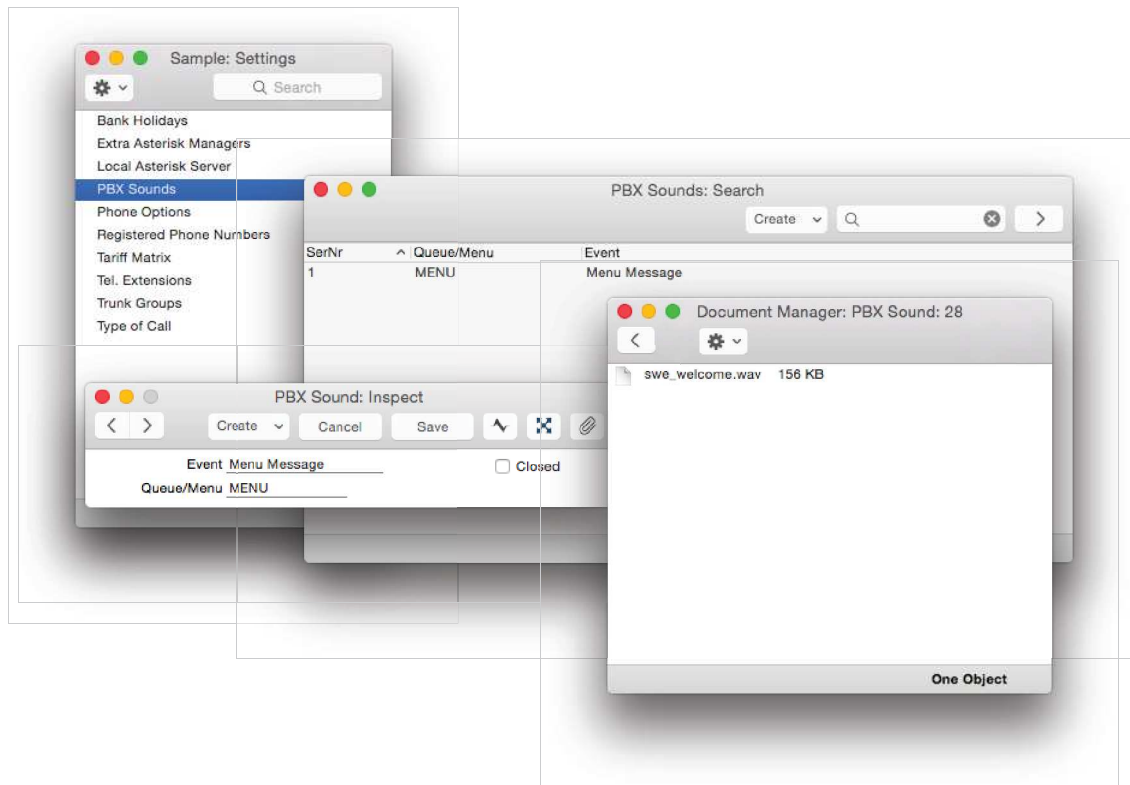 Sample: Settings
Search
Bank Holidays
Extra Asterisk Managers
Local Asterisk Server
PBX Sounds
Phone Options
Registered Phone Numbers
Tariff Matrix
Tel. Extensions
Trunk Groups
Type of Call
PBX Sounds: Search
Create
SerNr Queue/Menu Event
1 MENU Menu Message
PBX Sound: Inspect
Create Cancel Save
Event Menu Message Closed
Queue/Menu MENU
Document Manager: PBX Sound: 28
swe_welcome.wav 156 KB
One Object